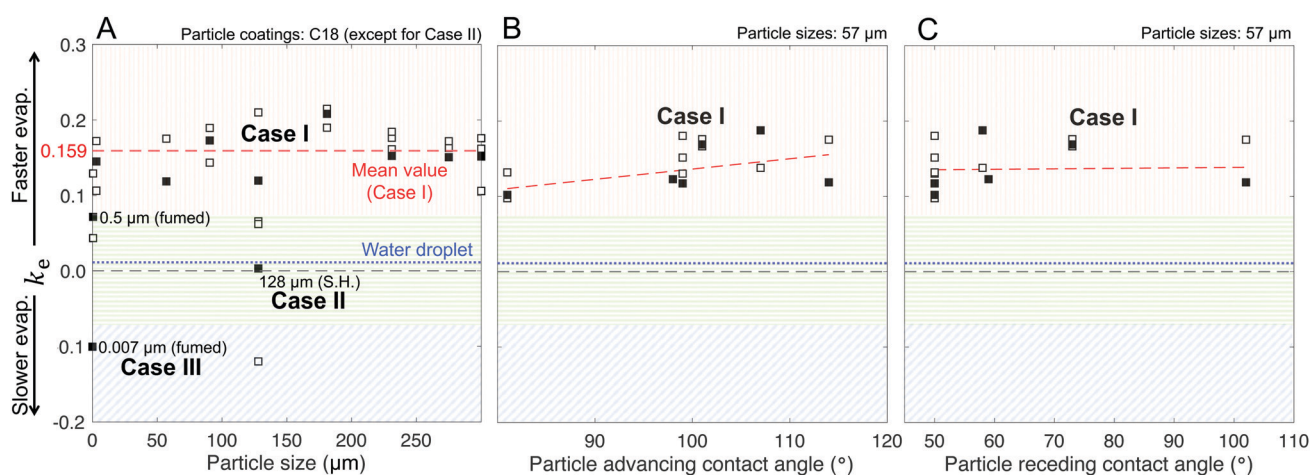 A
Particle coatings: C18 (except for Case II)
Faster evap.
kₑ
Slower evap.
0.3
0.2
0.159
0.1
0.0
0.1
-0.2
Case I
Mean value
(Case I)
0.5 µm (fumed)
Water droplet
128 µm (S.H.)
Case II
0.007 µm (fumed)
Case III
0
50
100
150
200
250
Particle size (µm)
B
Particle sizes: 57 µm
Case I
90
100
110
120
Particle advancing contact angle (°)
C
Particle sizes: 57 µm
Case I
50
60
70
80
90
100
110
Particle receding contact angle (°)